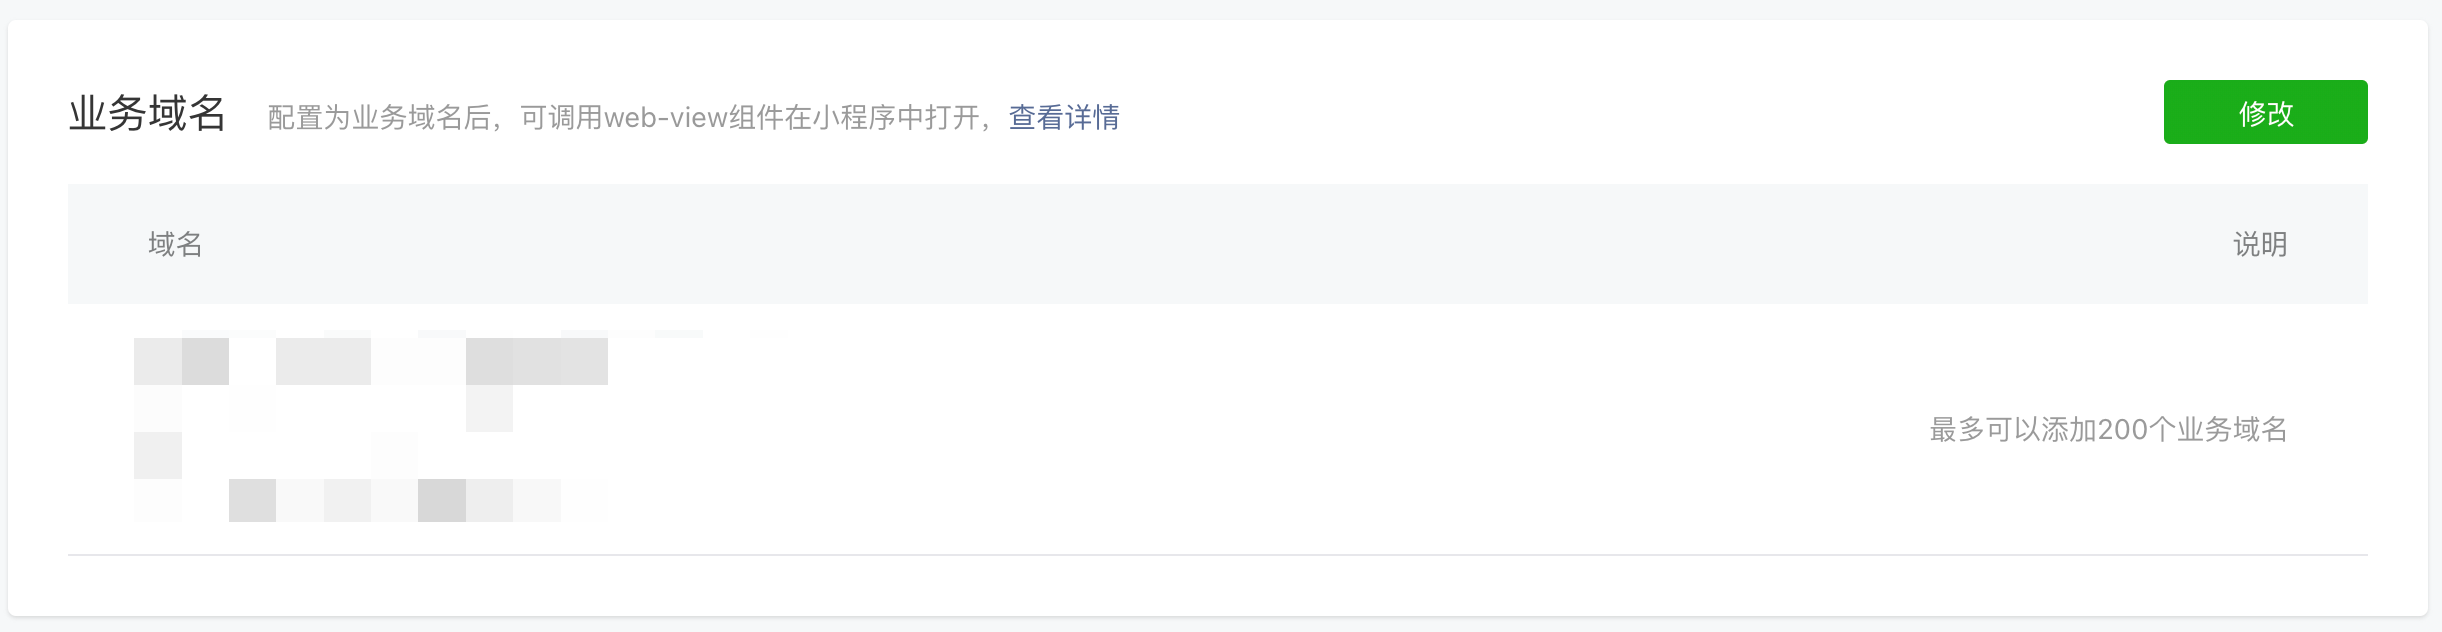 业务域名 配置为业务域名后，可调用web-view组件在小程序中打开，查看详情 修改
域名 说明
最多可以添加200个业务域名